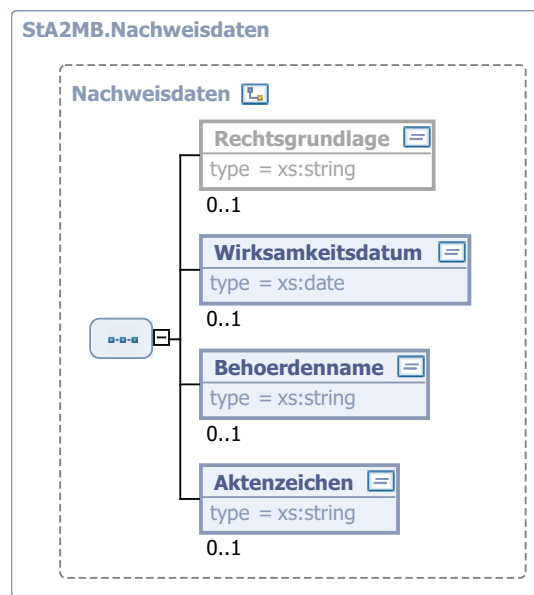 StA2MB.Nachweisdaten
Nachweisdaten
Rechtsgrundlage
type = xs:string
0..1
Wirksamkeitsdatum
type = xs:date
0..1
Behoerdenname
type = xs:string
0..1
Aktenzeichen
type = xs:string
0..1